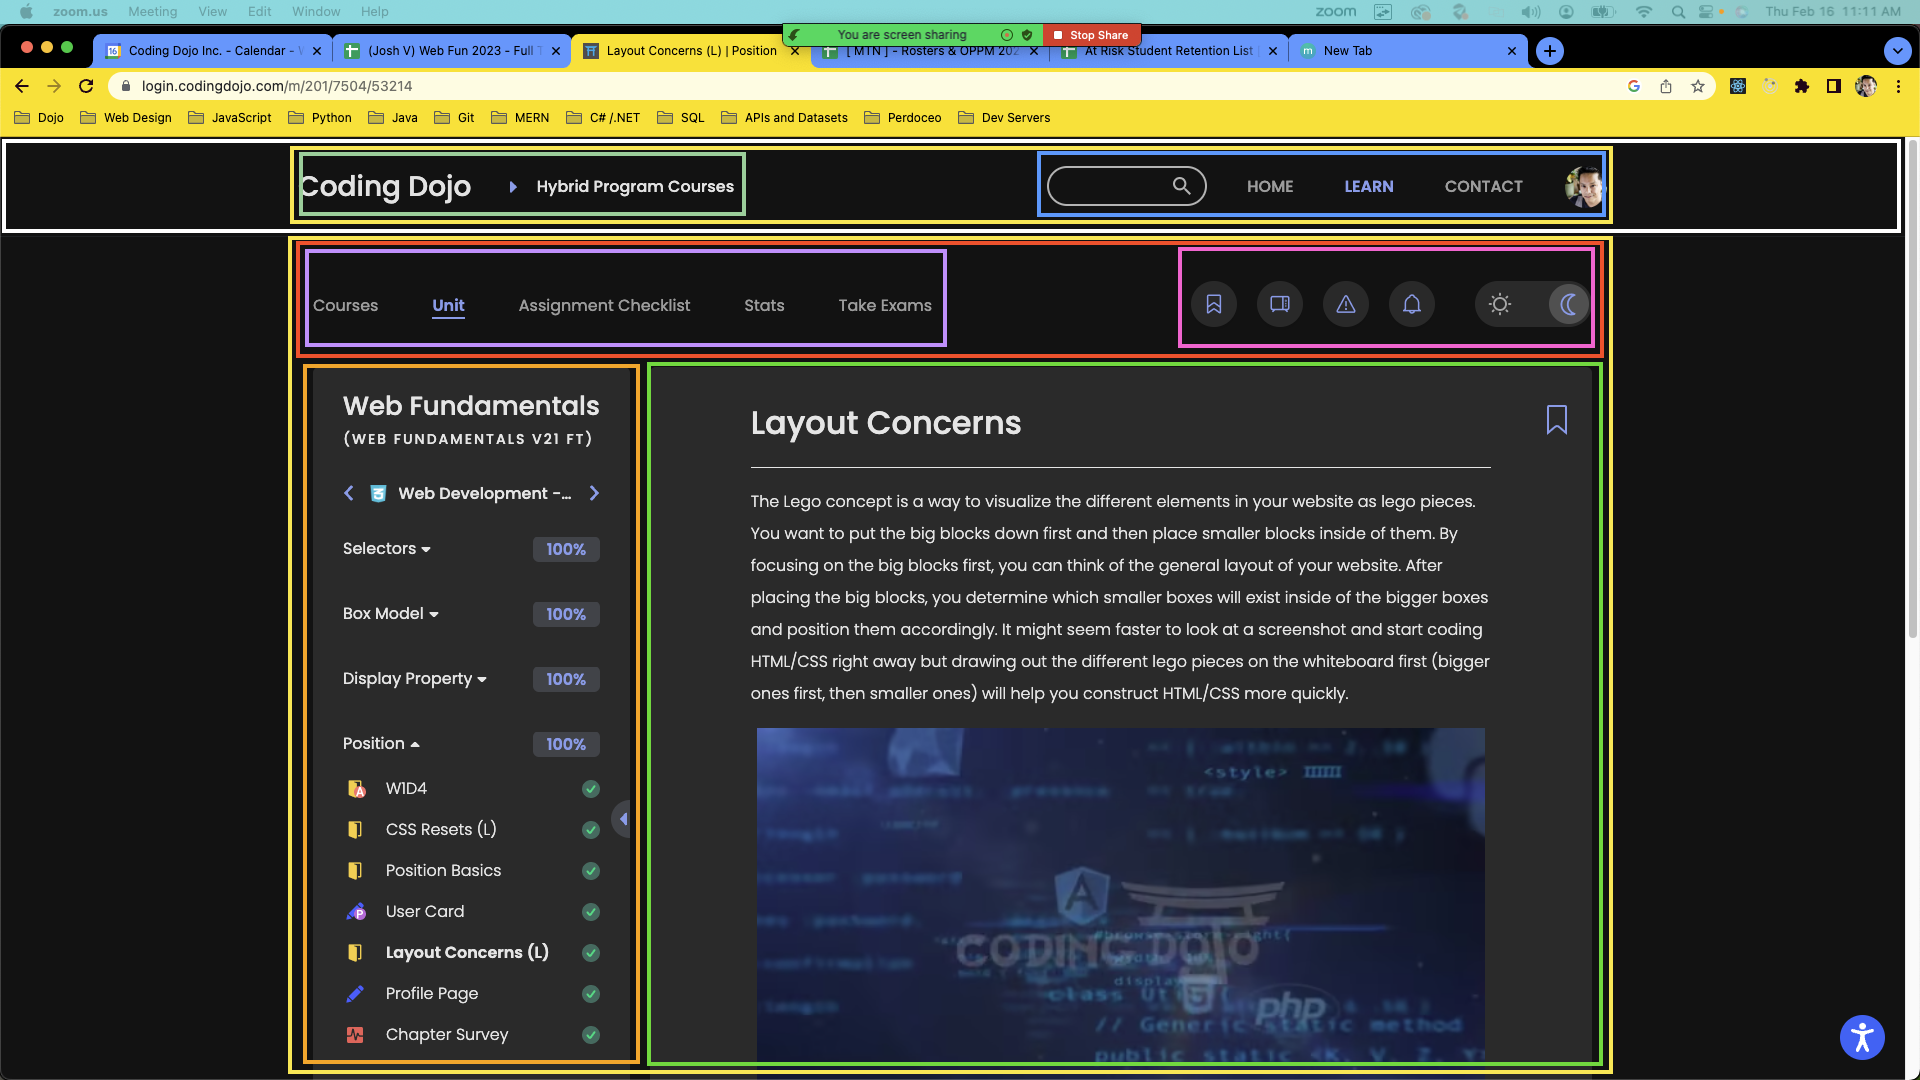 zoom.us Meeting View Edit Window Help
zoom Thu Feb 16 11:11 AM
You are screen sharing Stop Share
16 Coding Dojo Inc. - Calendar -
(Josh V) Web Fun 2023 - Full T
Layout Concerns (L) | Position
[ MTN ] - Rosters & OPPM 202
At Risk Student Retention List
m New Tab
login.codingdojo.com/m/201/7504/53214
Dojo Web Design JavaScript Python Java Git MERN C# /.NET SQL APIs and Datasets Perdoceo Dev Servers
Coding Dojo Hybrid Program Courses
HOME LEARN CONTACT
Courses Unit Assignment Checklist Stats Take Exams
Web Fundamentals
(WEB FUNDAMENTALS V21 FT)
Web Development -...
Selectors 100%
Box Model 100%
Display Property 100%
Position 100%
W1D4
CSS Resets (L)
Position Basics
User Card
Layout Concerns (L)
Profile Page
Chapter Survey
Layout Concerns
The Lego concept is a way to visualize the different elements in your website as lego pieces.
You want to put the big blocks down first and then place smaller blocks inside of them. By
focusing on the big blocks first, you can think of the general layout of your website. After
placing the big blocks, you determine which smaller boxes will exist inside of the bigger boxes
and position them accordingly. It might seem faster to look at a screenshot and start coding
HTML/CSS right away but drawing out the different lego pieces on the whiteboard first (bigger
ones first, then smaller ones) will help you construct HTML/CSS more quickly.
<style>
CODING DOJO
display
class Uti
php
// Generic static method
public static <K, V, Z, Y>